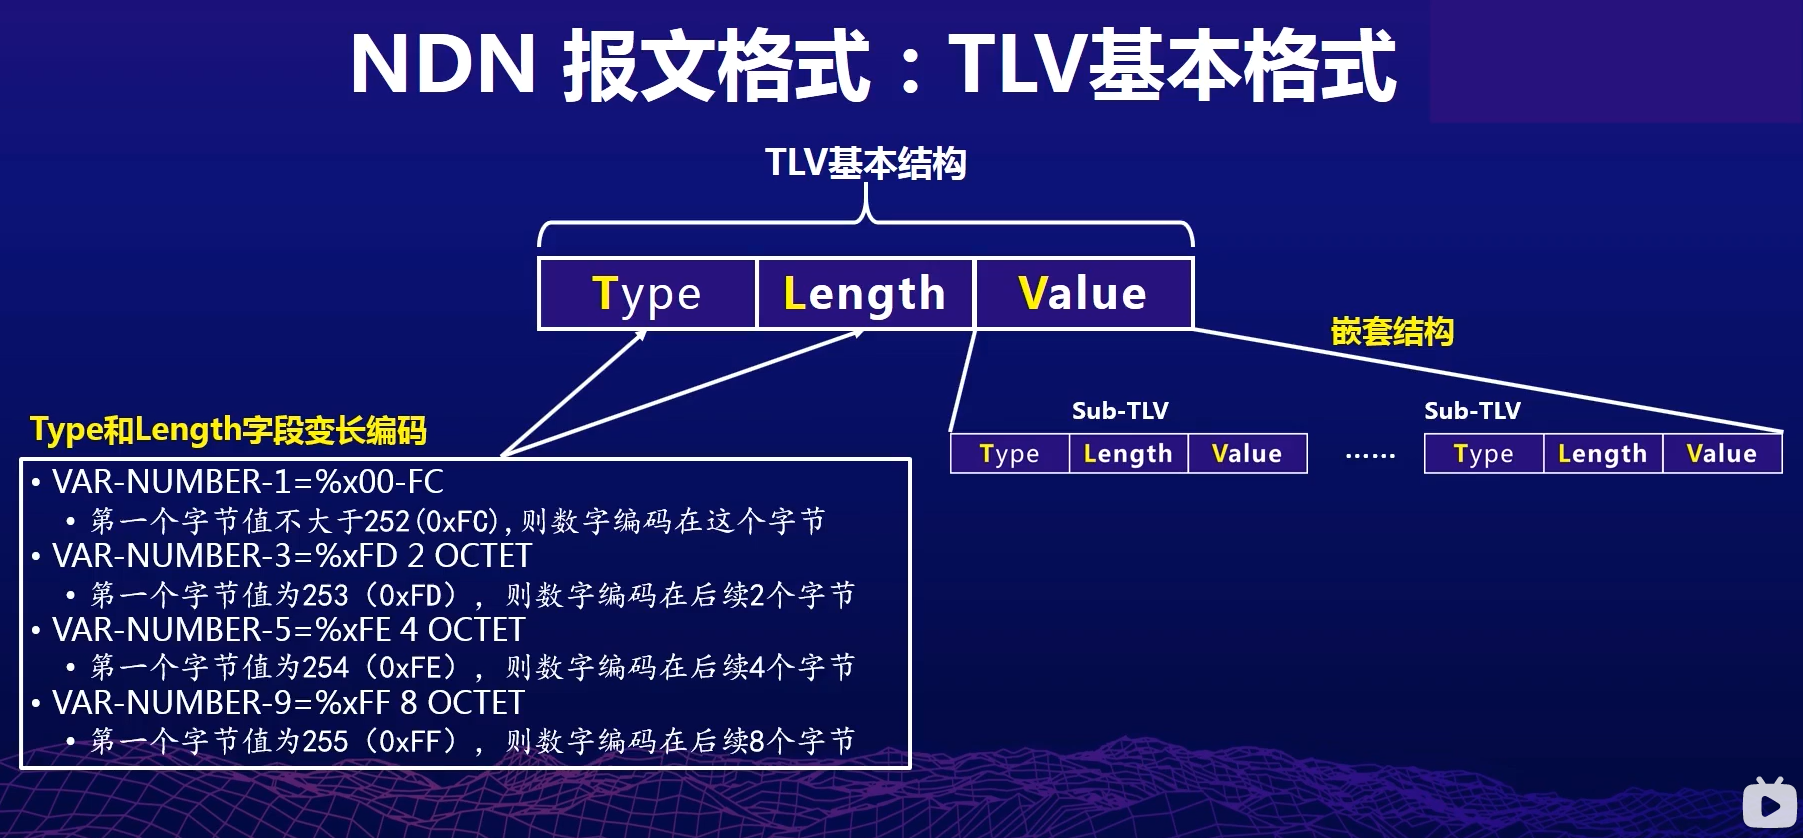 NDN 报文格式：TLV基本格式
TLV基本结构
Type Length Value
嵌套结构
Sub-TLV Sub-TLV
Type Length Value …… Type Length Value
Type和Length字段变长编码
• VAR-NUMBER-1=%x00-FC
• 第一个字节值不大于252(0xFC),则数字编码在这个字节
• VAR-NUMBER-3=%xFD 2 OCTET
• 第一个字节值为253（0xFD），则数字编码在后续2个字节
• VAR-NUMBER-5=%xFE 4 OCTET
• 第一个字节值为254（0xFE），则数字编码在后续4个字节
• VAR-NUMBER-9=%xFF 8 OCTET
• 第一个字节值为255（0xFF），则数字编码在后续8个字节